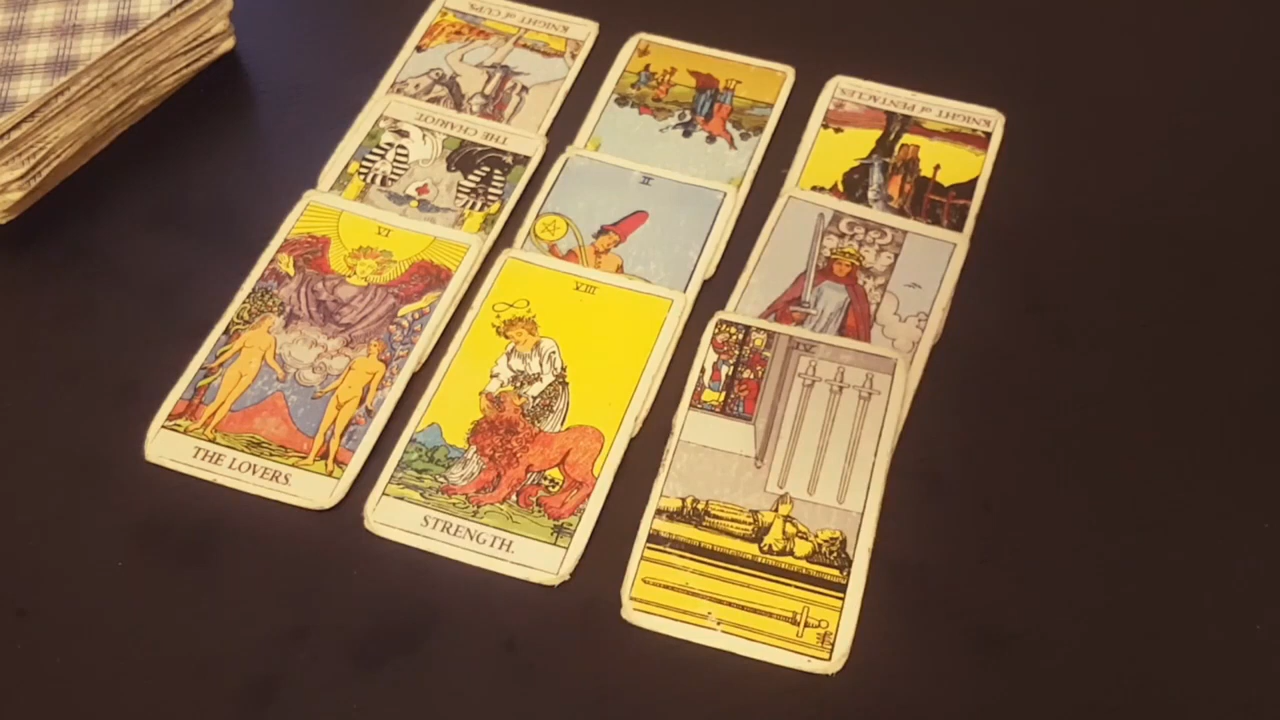 KNIGHT of CUPS.
KNIGHT of PENTACLES.
THE CHARIOT.
II
VI
VIII
IV
THE LOVERS.
STRENGTH.